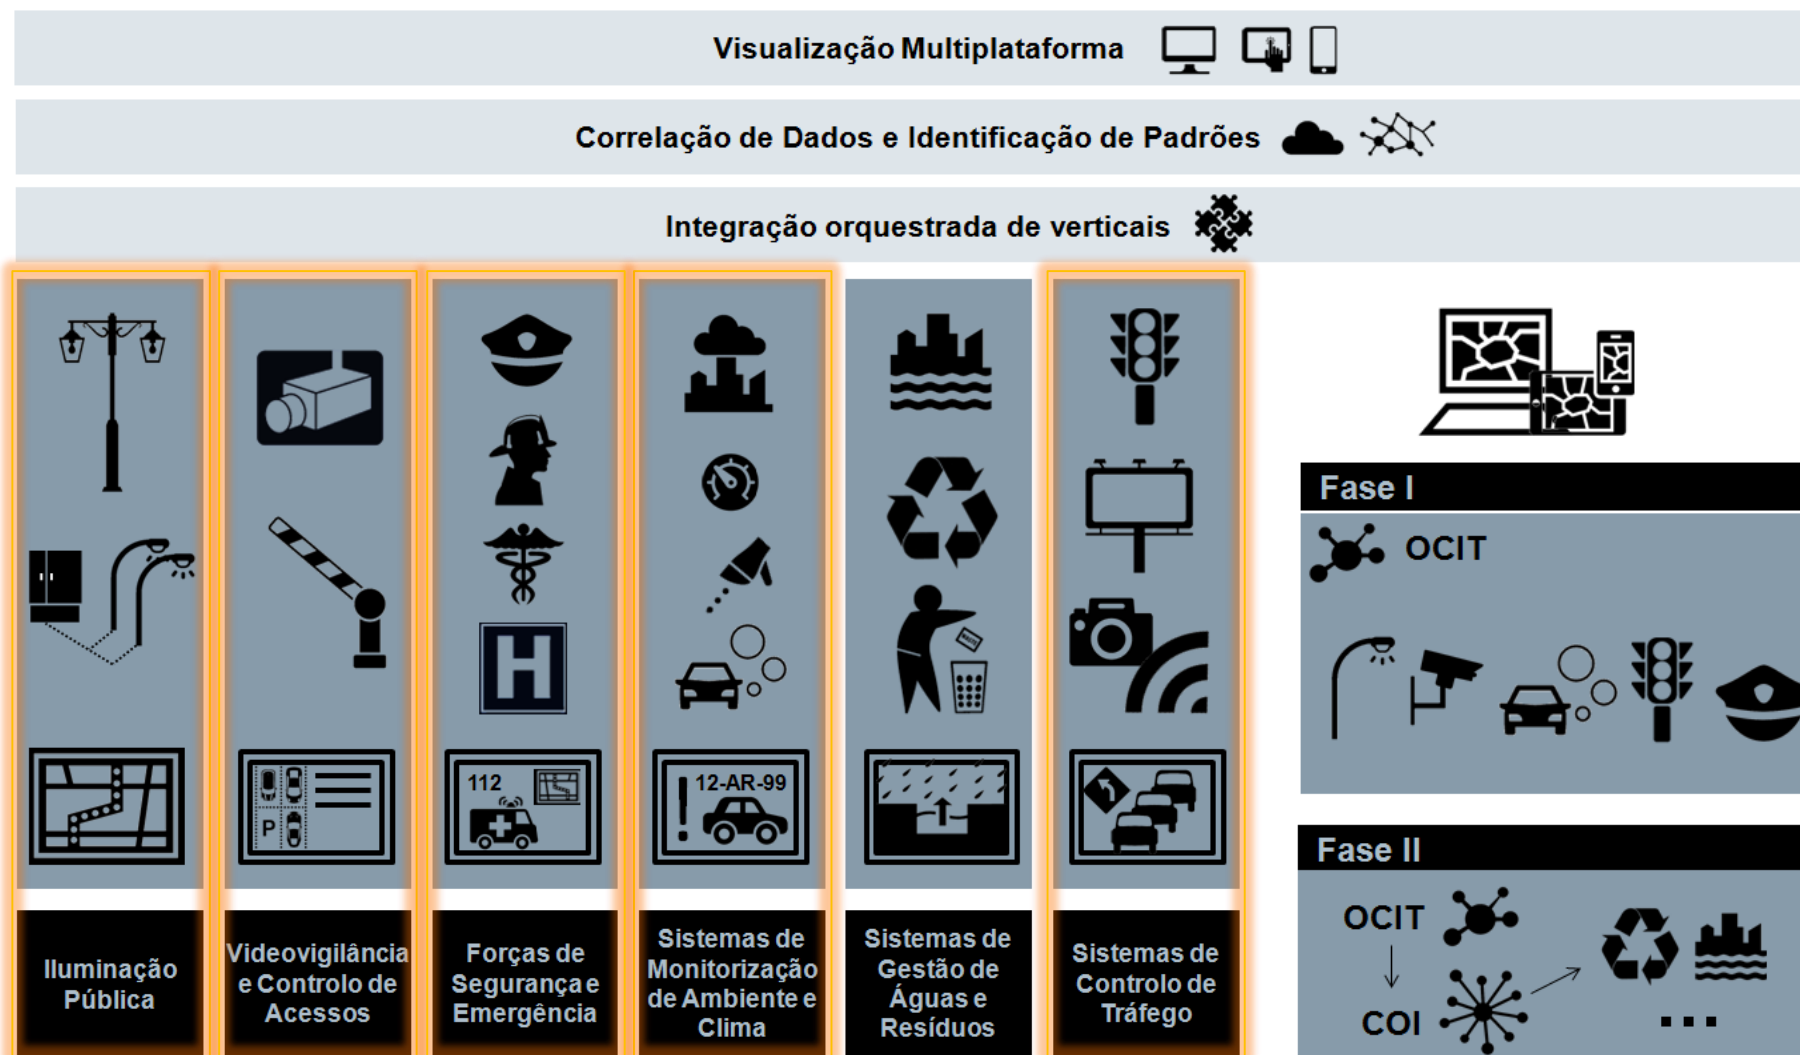 Visualização Multiplataforma
Correlação de Dados e Identificação de Padrões
Integração orquestrada de verticais
112
12-AR-99
P
H
Iluminação
Pública
Videovigilância
e Controlo de
Acessos
Forças de
Segurança e
Emergência
Sistemas de
Monitorização
de Ambiente e
Clima
Sistemas de
Gestão de
Águas e
Resíduos
Sistemas de
Controlo de
Tráfego
Fase I
OCIT
Fase II
OCIT
COI
...